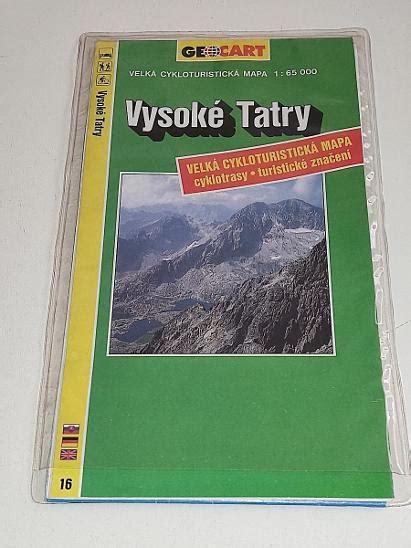 GEOCART
VELKÁ CYKLOTURISTICKÁ MAPA 1 : 65 000
Vysoké Tatry
Vysoké Tatry
VELKÁ CYKLOTURISTICKÁ MAPA
cyklotrasy • turistické značení
16